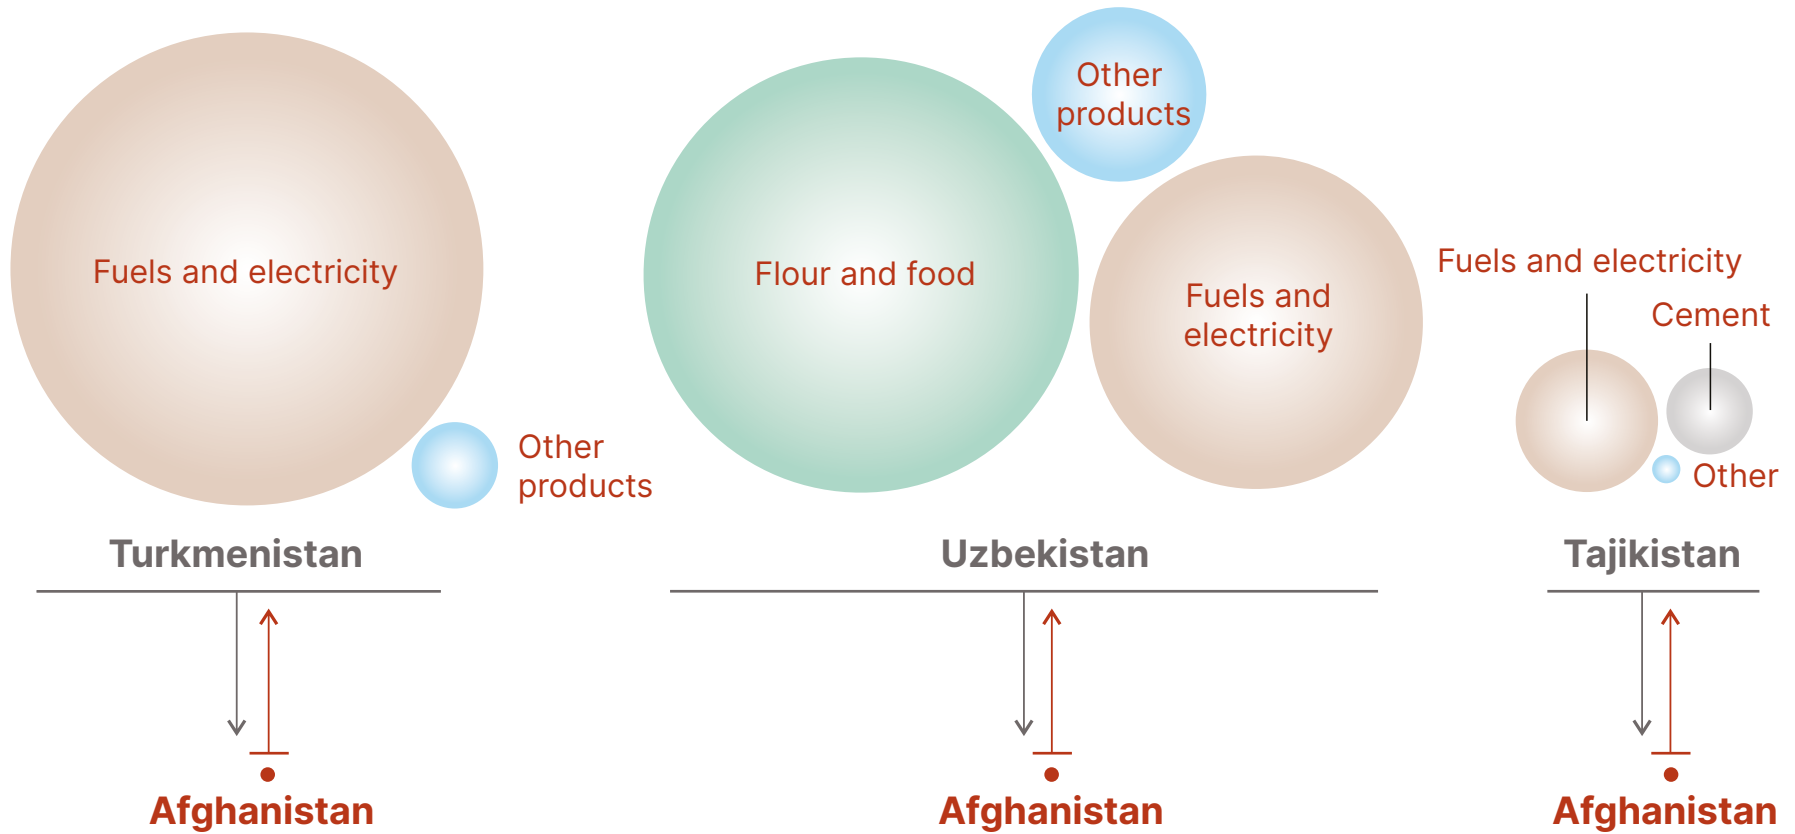 Fuels and electricity
Other
products
Turkmenistan
Afghanistan
Flour and food
Other
products
Fuels and
electricity
Uzbekistan
Afghanistan
Fuels and electricity
Cement
Other
Tajikistan
Afghanistan